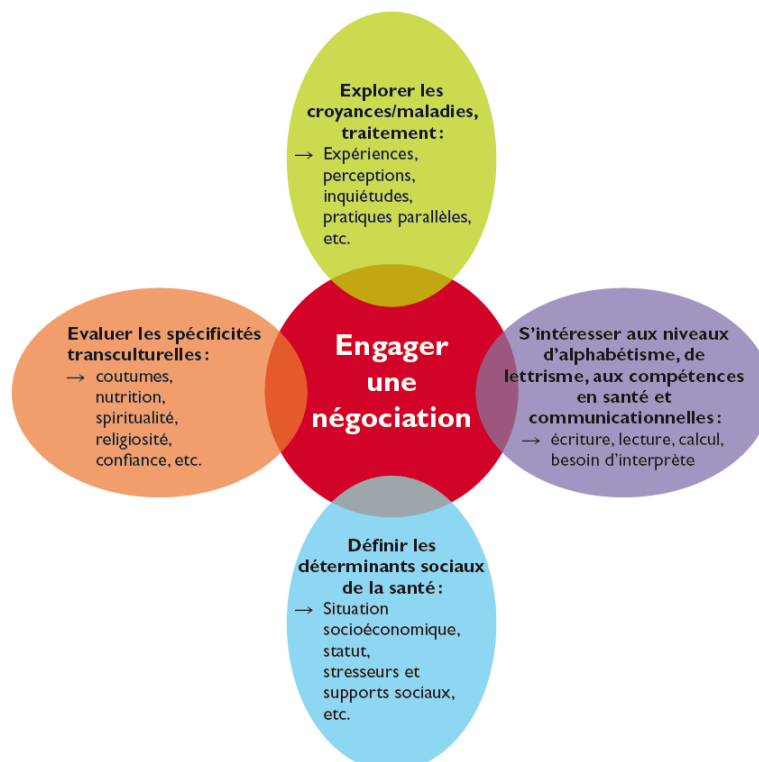 Explorer les
croyances/maladies,
traitement :
→ Expériences,
perceptions,
inquiétudes,
pratiques parallèles,
etc.
Evaluer les spécificités
transculturelles :
→ coutumes,
nutrition,
spiritualité,
religiosité,
confiance, etc.
Engager
une
négociation
S’intéresser aux niveaux
d’alphabétisme, de
lettrisme, aux compétences
en santé et
communicationnelles :
→ écriture, lecture, calcul,
besoin d’interprète
Définir les
déterminants sociaux
de la santé :
→ Situation
socioéconomique,
statut,
stresseurs et
supports sociaux,
etc.